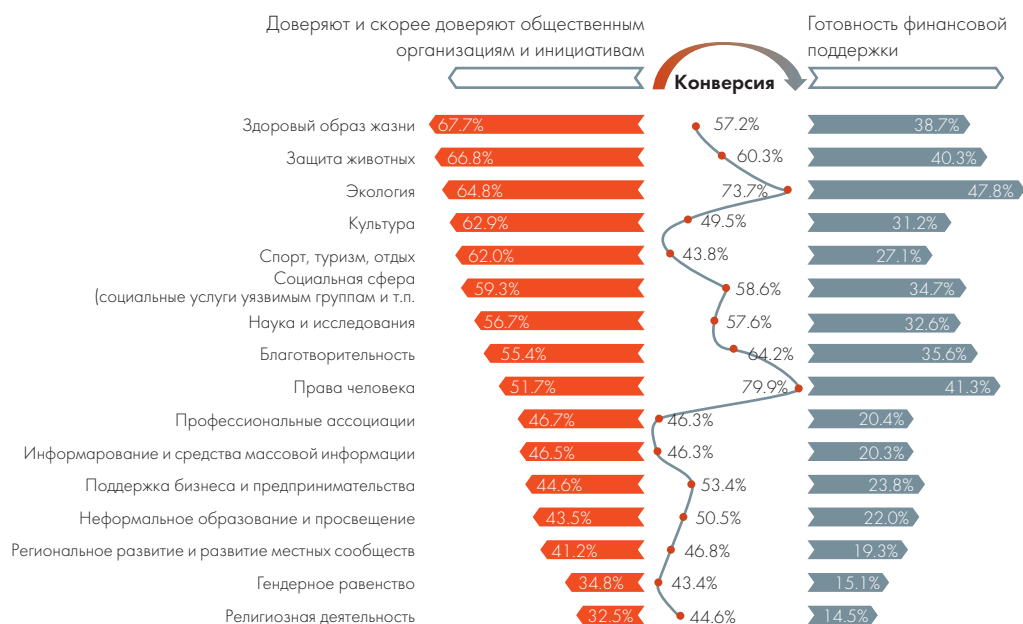 Доверяют и скорее доверяют общественным
организациям и инициативам
Готовность финансовой
поддержки
Конверсия
Здоровый образ жазни 67.7% 57.2% 38.7%
Защита животных 66.8% 60.3% 40.3%
Экология 64.8% 73.7% 47.8%
Культура 62.9% 49.5% 31.2%
Спорт, туризм, отдых 62.0% 43.8% 27.1%
Социальная сфера
(социальные услуги уязвимым группам и т.п. 59.3% 58.6% 34.7%
Наука и исследования 56.7% 57.6% 32.6%
Благотворительность 55.4% 64.2% 35.6%
Права человека 51.7% 79.9% 41.3%
Профессиональные ассоциации 46.7% 46.3% 20.4%
Информарование и средства массовой информации 46.5% 46.3% 20.3%
Поддержка бизнеса и предпринимательства 44.6% 53.4% 23.8%
Неформальное образование и просвещение 43.5% 50.5% 22.0%
Региональное развитие и развитие местных сообществ 41.2% 46.8% 19.3%
Гендерное равенство 34.8% 43.4% 15.1%
Религиозная деятельность 32.5% 44.6% 14.5%